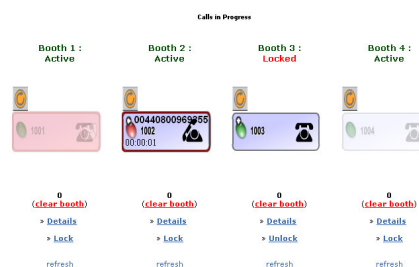 Calls in Progress
Booth 1 :
Active
Booth 2 :
Active
Booth 3 :
Locked
Booth 4 :
Active
1001
00440800969355
1002
00:00:01
1003
1004
0
(clear booth)
0
(clear booth)
0
(clear booth)
0
(clear booth)
» Details
» Details
» Details
» Details
» Lock
» Lock
» Unlock
» Lock
refresh
refresh
refresh
refresh